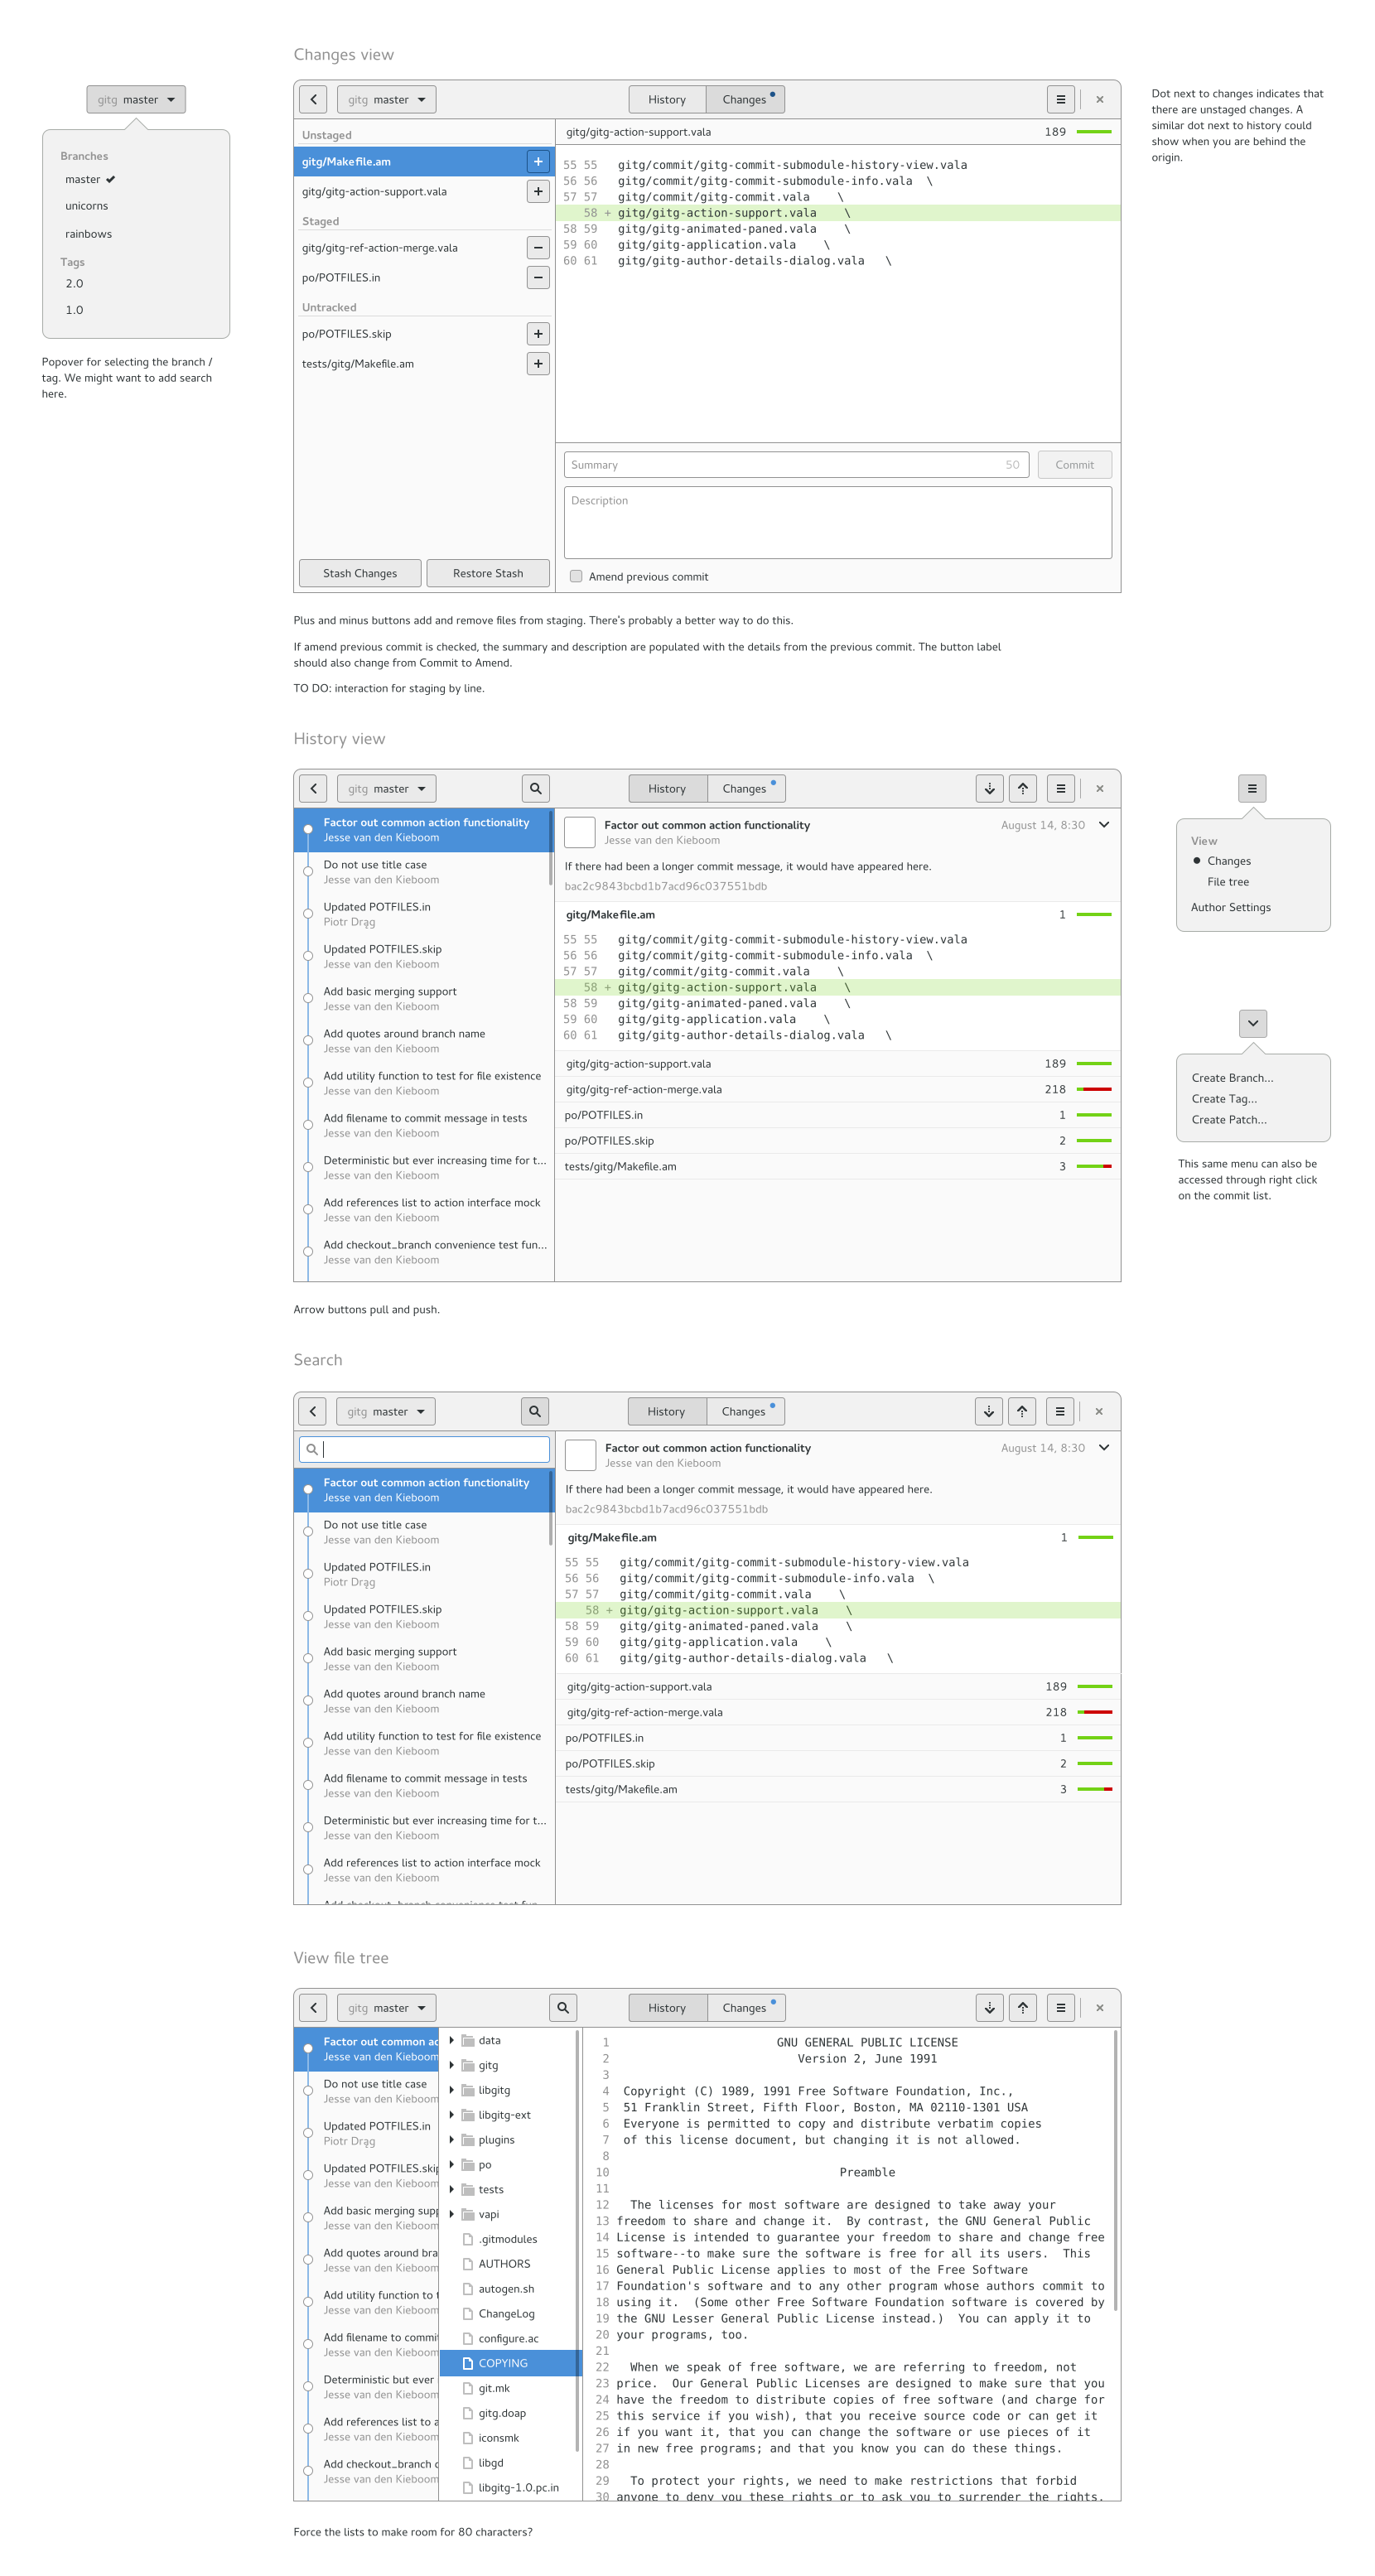 Changes view
gitg master
Branches
master
unicorns
rainbows
Tags
2.0
1.0
Popover for selecting the branch /
tag. We might want to add search
here.
gitg master
History
Changes
Unstaged
gitg/Makefile.am
gitg/gitg-action-support.vala
Staged
gitg/gitg-ref-action-merge.vala
po/POTFILES.in
Untracked
po/POTFILES.skip
tests/gitg/Makefile.am
Stash Changes
Restore Stash
gitg/gitg-action-support.vala 189
55 55 gitg/commit/gitg-commit-submodule-history-view.vala
56 56 gitg/commit/gitg-commit-submodule-info.vala \
57 57 gitg/commit/gitg-commit.vala \
58 + gitg/gitg-action-support.vala \
58 59 gitg/gitg-animated-paned.vala \
59 60 gitg/gitg-application.vala \
60 61 gitg/gitg-author-details-dialog.vala \
Summary 50
Commit
Description
Amend previous commit
Dot next to changes indicates that
there are unstaged changes. A
similar dot next to history could
show when you are behind the
origin.
Plus and minus buttons add and remove files from staging. There's probably a better way to do this.
If amend previous commit is checked, the summary and description are populated with the details from the previous commit. The button label
should also change from Commit to Amend.
TO DO: interaction for staging by line.
History view
gitg master
History
Changes
Factor out common action functionality
Jesse van den Kieboom
Do not use title case
Jesse van den Kieboom
Updated POTFILES.in
Piotr Drąg
Updated POTFILES.skip
Jesse van den Kieboom
Add basic merging support
Jesse van den Kieboom
Add quotes around branch name
Jesse van den Kieboom
Add utility function to test for file existence
Jesse van den Kieboom
Add filename to commit message in tests
Jesse van den Kieboom
Deterministic but ever increasing time for t...
Jesse van den Kieboom
Add references list to action interface mock
Jesse van den Kieboom
Add checkout_branch convenience test fun...
Jesse van den Kieboom
Factor out common action functionality August 14, 8:30
Jesse van den Kieboom
If there had been a longer commit message, it would have appeared here.
bac2c9843bcbd1b7acd96c037551bdb
gitg/Makefile.am 1
55 55 gitg/commit/gitg-commit-submodule-history-view.vala
56 56 gitg/commit/gitg-commit-submodule-info.vala \
57 57 gitg/commit/gitg-commit.vala \
58 + gitg/gitg-action-support.vala \
58 59 gitg/gitg-animated-paned.vala \
59 60 gitg/gitg-application.vala \
60 61 gitg/gitg-author-details-dialog.vala \
gitg/gitg-action-support.vala 189
gitg/gitg-ref-action-merge.vala 218
po/POTFILES.in 1
po/POTFILES.skip 2
tests/gitg/Makefile.am 3
View
Changes
File tree
Author Settings
Create Branch...
Create Tag...
Create Patch...
This same menu can also be
accessed through right click
on the commit list.
Arrow buttons pull and push.
Search
gitg master
History
Changes
Factor out common action functionality
Jesse van den Kieboom
Do not use title case
Jesse van den Kieboom
Updated POTFILES.in
Piotr Drąg
Updated POTFILES.skip
Jesse van den Kieboom
Add basic merging support
Jesse van den Kieboom
Add quotes around branch name
Jesse van den Kieboom
Add utility function to test for file existence
Jesse van den Kieboom
Add filename to commit message in tests
Jesse van den Kieboom
Deterministic but ever increasing time for t...
Jesse van den Kieboom
Add references list to action interface mock
Jesse van den Kieboom
Factor out common action functionality August 14, 8:30
Jesse van den Kieboom
If there had been a longer commit message, it would have appeared here.
bac2c9843bcbd1b7acd96c037551bdb
gitg/Makefile.am 1
55 55 gitg/commit/gitg-commit-submodule-history-view.vala
56 56 gitg/commit/gitg-commit-submodule-info.vala \
57 57 gitg/commit/gitg-commit.vala \
58 + gitg/gitg-action-support.vala \
58 59 gitg/gitg-animated-paned.vala \
59 60 gitg/gitg-application.vala \
60 61 gitg/gitg-author-details-dialog.vala \
gitg/gitg-action-support.vala 189
gitg/gitg-ref-action-merge.vala 218
po/POTFILES.in 1
po/POTFILES.skip 2
tests/gitg/Makefile.am 3
View file tree
gitg master
History
Changes
Factor out common ac
Jesse van den Kieboom
Do not use title case
Jesse van den Kieboom
Updated POTFILES.in
Piotr Drąg
Updated POTFILES.skip
Jesse van den Kieboom
Add basic merging supp
Jesse van den Kieboom
Add quotes around bra
Jesse van den Kieboom
Add utility function to t
Jesse van den Kieboom
Add filename to commit
Jesse van den Kieboom
Deterministic but ever
Jesse van den Kieboom
Add references list to a
Jesse van den Kieboom
Add checkout_branch c
Jesse van den Kieboom
data
gitg
libgitg
libgitg-ext
plugins
po
tests
vapi
.gitmodules
AUTHORS
autogen.sh
ChangeLog
configure.ac
COPYING
git.mk
gitg.doap
iconsmk
libgd
libgitg-1.0.pc.in
1 GNU GENERAL PUBLIC LICENSE
2 Version 2, June 1991
3
4 Copyright (C) 1989, 1991 Free Software Foundation, Inc.,
5 51 Franklin Street, Fifth Floor, Boston, MA 02110-1301 USA
6 Everyone is permitted to copy and distribute verbatim copies
7 of this license document, but changing it is not allowed.
8
10 Preamble
11
12 The licenses for most software are designed to take away your
13 freedom to share and change it. By contrast, the GNU General Public
14 License is intended to guarantee your freedom to share and change free
15 software--to make sure the software is free for all its users. This
16 General Public License applies to most of the Free Software
17 Foundation's software and to any other program whose authors commit to
18 using it. (Some other Free Software Foundation software is covered by
19 the GNU Lesser General Public License instead.) You can apply it to
20 your programs, too.
21
22 When we speak of free software, we are referring to freedom, not
23 price. Our General Public Licenses are designed to make sure that you
24 have the freedom to distribute copies of free software (and charge for
25 this service if you wish), that you receive source code or can get it
26 if you want it, that you can change the software or use pieces of it
27 in new free programs; and that you know you can do these things.
28
29 To protect your rights, we need to make restrictions that forbid
30 anyone to deny you these rights or to ask you to surrender the rights.
Force the lists to make room for 80 characters?